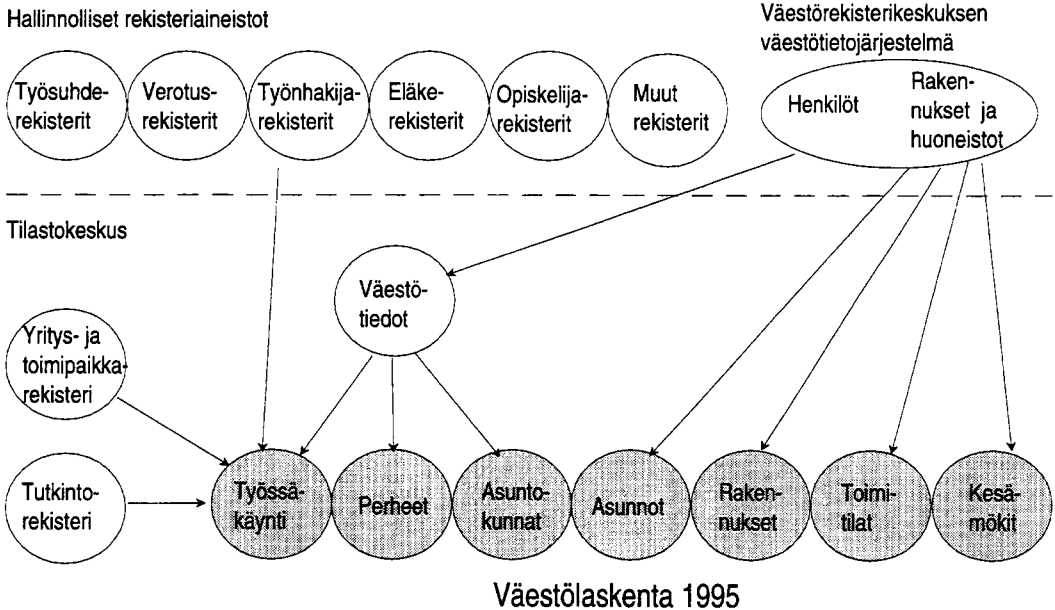 Hallinnolliset rekisteriaineistot
Väestörekisterikeskuksen
väestötietojärjestelmä
Työsuhde-
rekisterit
Verotus-
rekisterit
Työnhakija-
rekisterit
Eläke-
rekisterit
Opiskelija-
rekisterit
Muut
rekisterit
Henkilöt
Raken-
nukset ja
huoneistot
Tilastokeskus
Väestö-
tiedot
Yritys- ja
toimipaikka-
rekisteri
Tutkinto-
rekisteri
Työssä-
käynti
Perheet
Asunto-
kunnat
Asunnot
Raken-
nukset
Toimi-
tilat
Kesä-
mökit
Väestölaskenta 1995